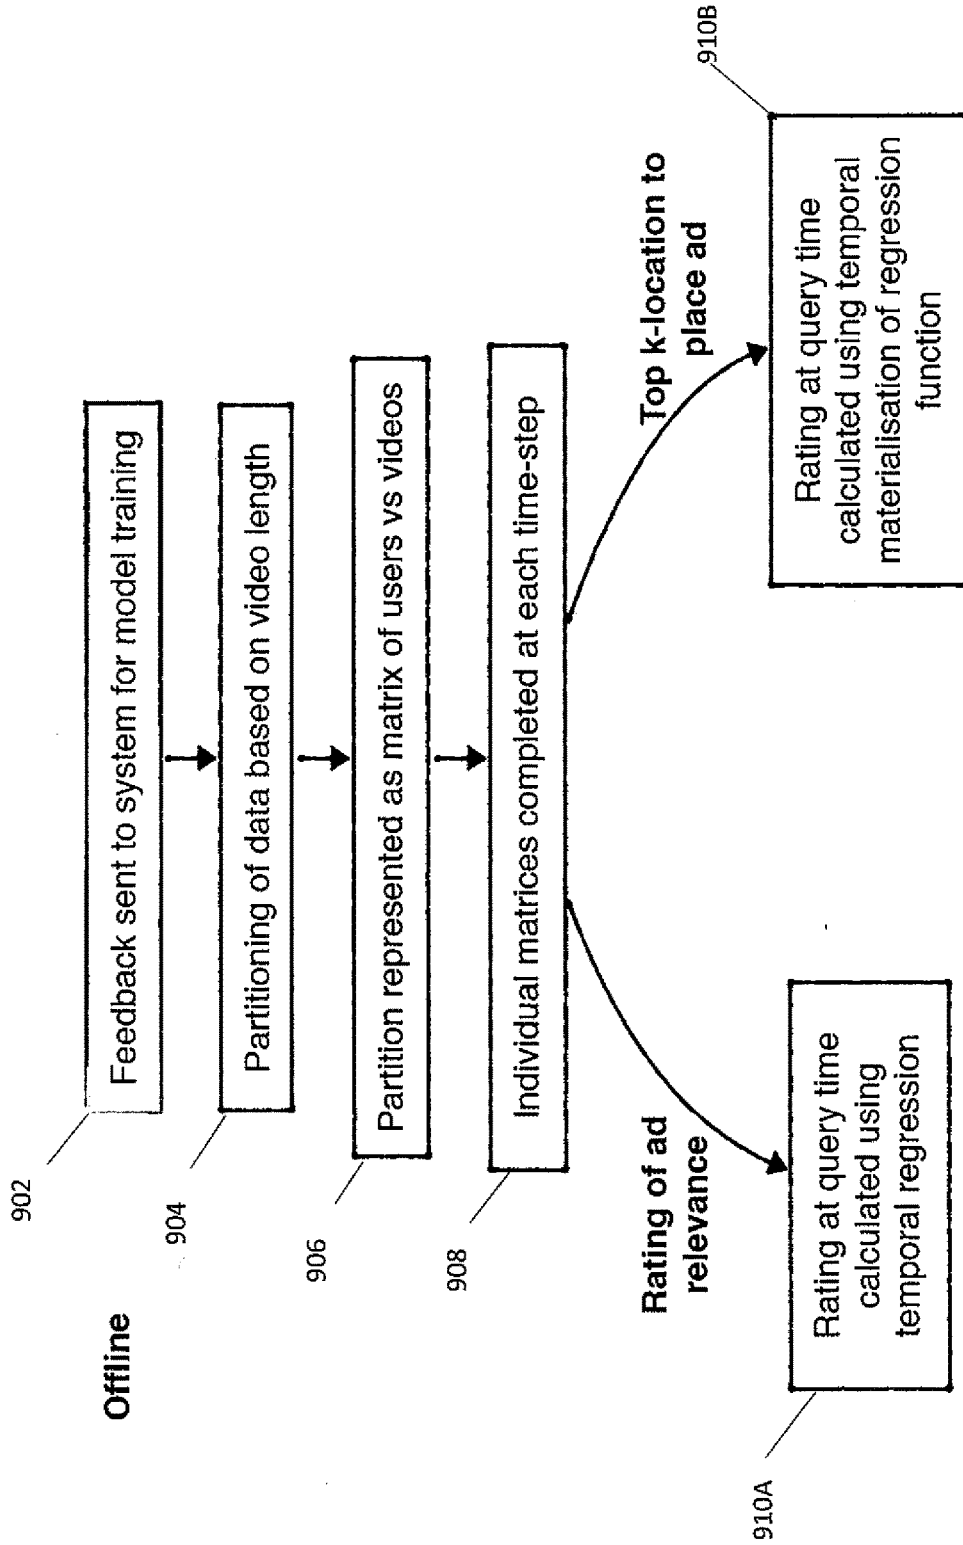 Offline
902
Feedback sent to system for model training
904
Partitioning of data based on video length
906
Partition represented as matrix of users vs videos
908
Individual matrices completed at each time-step
Rating of ad
relevance
Top k-location to
place ad
910A
Rating at query time
calculated using
temporal regression
910B
Rating at query time
calculated using temporal
materialisation of regression
function